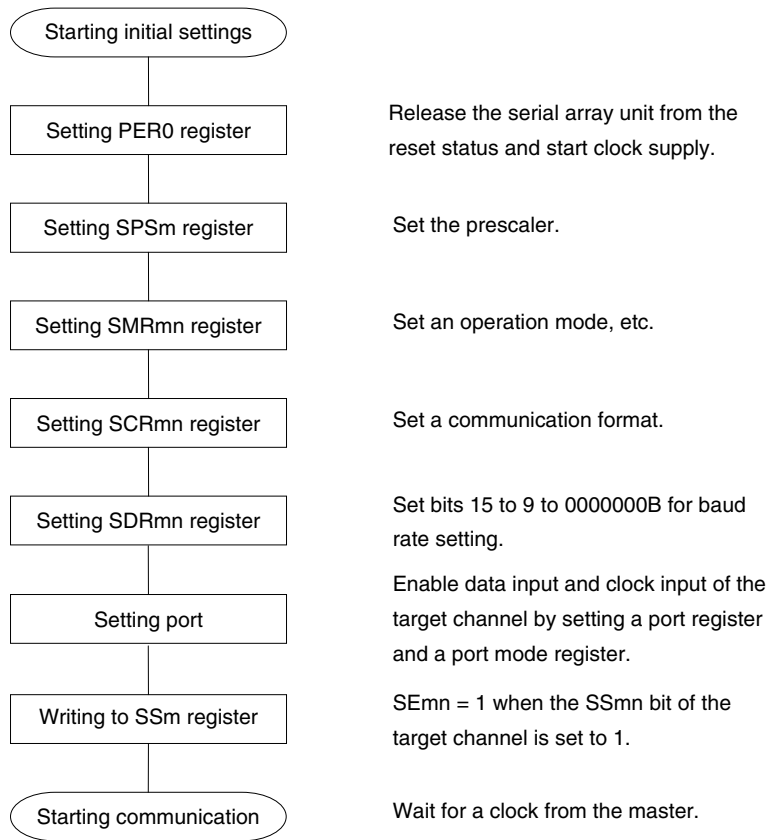 Starting initial settings
Setting PER0 register
Release the serial array unit from the
reset status and start clock supply.
Setting SPSm register
Set the prescaler.
Setting SMRmn register
Set an operation mode, etc.
Setting SCRmn register
Set a communication format.
Setting SDRmn register
Set bits 15 to 9 to 0000000B for baud
rate setting.
Setting port
Enable data input and clock input of the
target channel by setting a port register
and a port mode register.
Writing to SSm register
SEmn = 1 when the SSmn bit of the
target channel is set to 1.
Starting communication
Wait for a clock from the master.